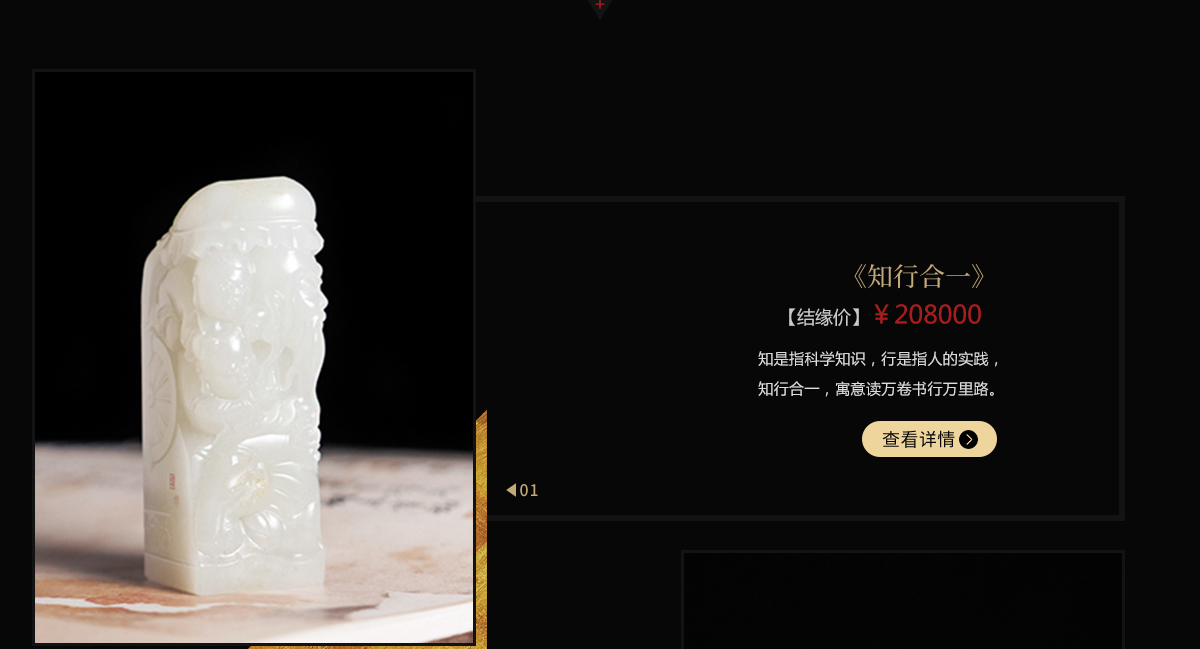 《知行合一》
【结缘价】￥208000
知是指科学知识，行是指人的实践，
知行合一，寓意读万卷书行万里路。
查看详情
01